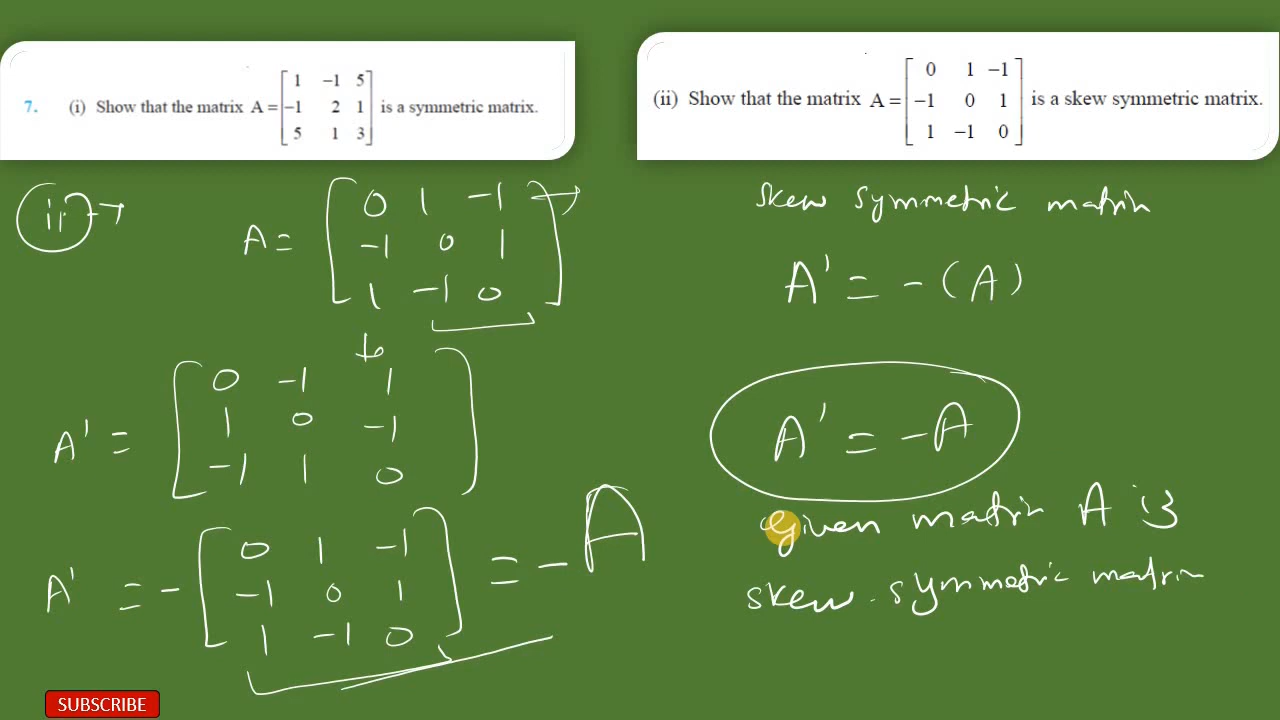 7. (i) Show that the matrix A = [ 1 −1 5
−1 2 1
5 1 3 ] is a symmetric matrix.
(ii) Show that the matrix A = [ 0 1 −1
−1 0 1
1 −1 0 ] is a skew symmetric matrix.
ii →
A = [ 0 1 −1
−1 0 1
1 −1 0 ]
A' = [ 0 −1 1
1 0 −1
−1 1 0 ]
A' = − [ 0 1 −1
−1 0 1
1 −1 0 ] = −A
skew symmetric matrix
A' = −(A)
A' = −A
given matrix A is
skew-symmetric matrix
SUBSCRIBE